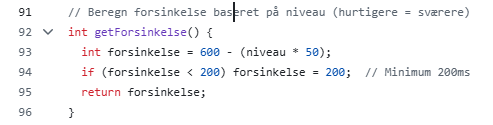 91 // Beregn forsinkelse baseret på niveau (hurtigere = sværere)
92 int getForsinkelse() {
93 int forsinkelse = 600 - (niveau * 50);
94 if (forsinkelse < 200) forsinkelse = 200; // Minimum 200ms
95 return forsinkelse;
96 }